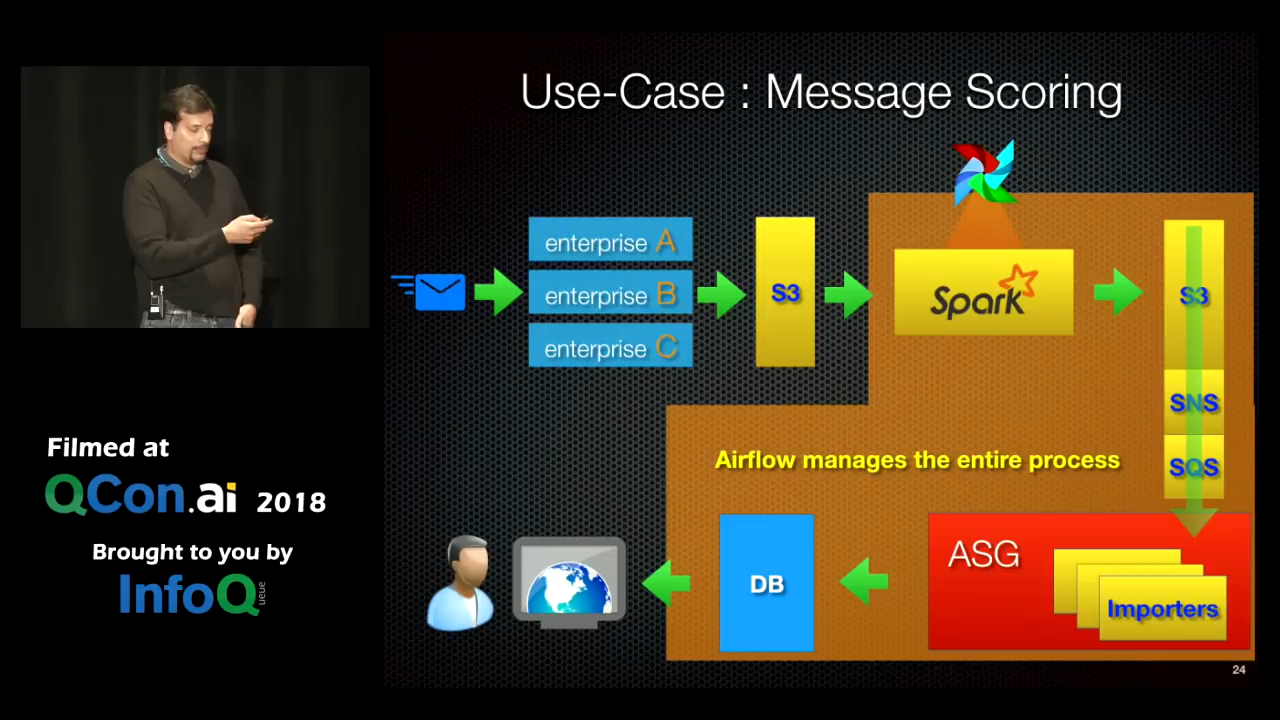 Use-Case : Message Scoring
enterprise A
enterprise B
enterprise C
S3
Spark
S3
SNS
SQS
Airflow manages the entire process
ASG
Importers
DB
24
Filmed at
QCon.ai 2018
Brought to you by
InfoQ
ueue